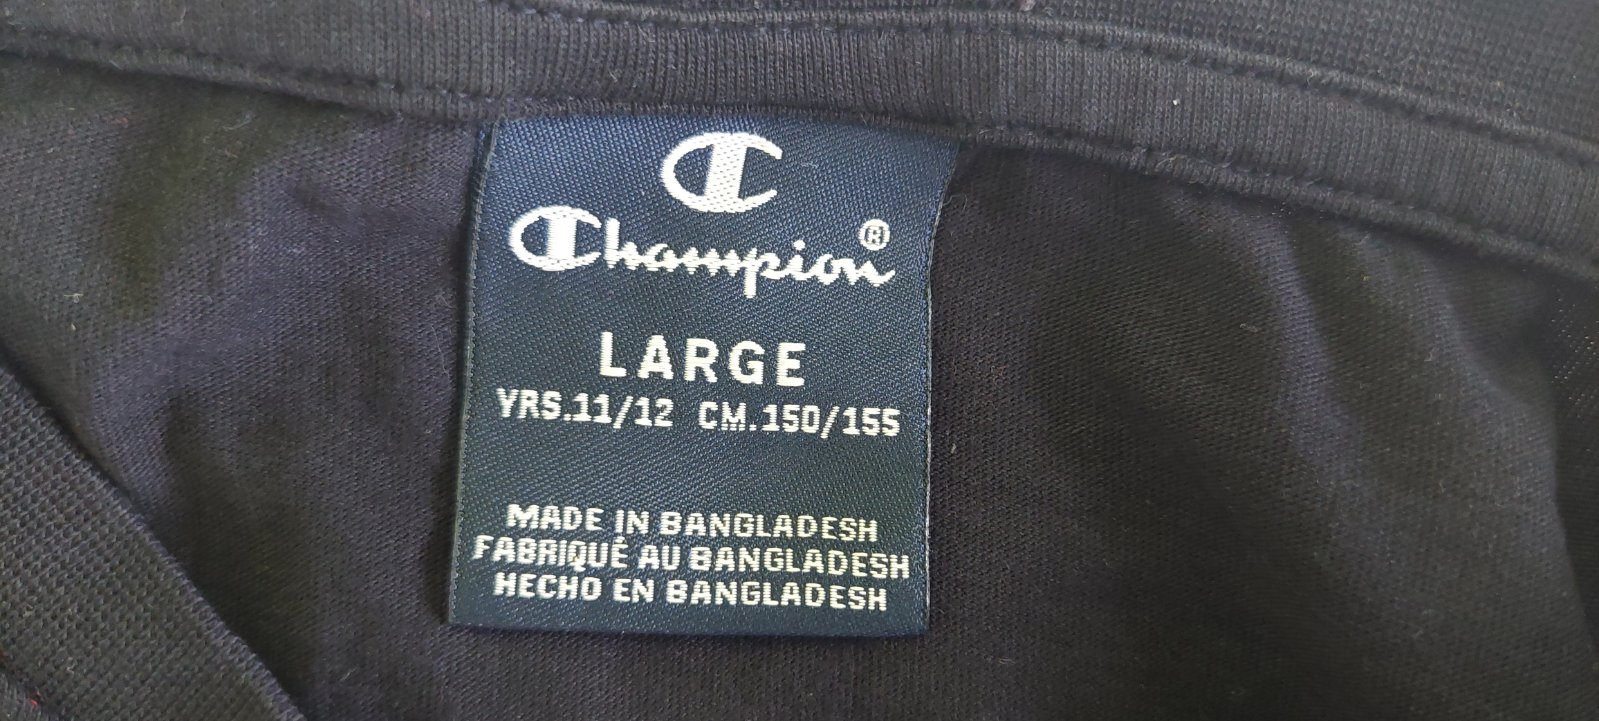 C
Champion®
LARGE
YRS.11/12 CM.150/155
MADE IN BANGLADESH
FABRIQUÉ AU BANGLADESH
HECHO EN BANGLADESH